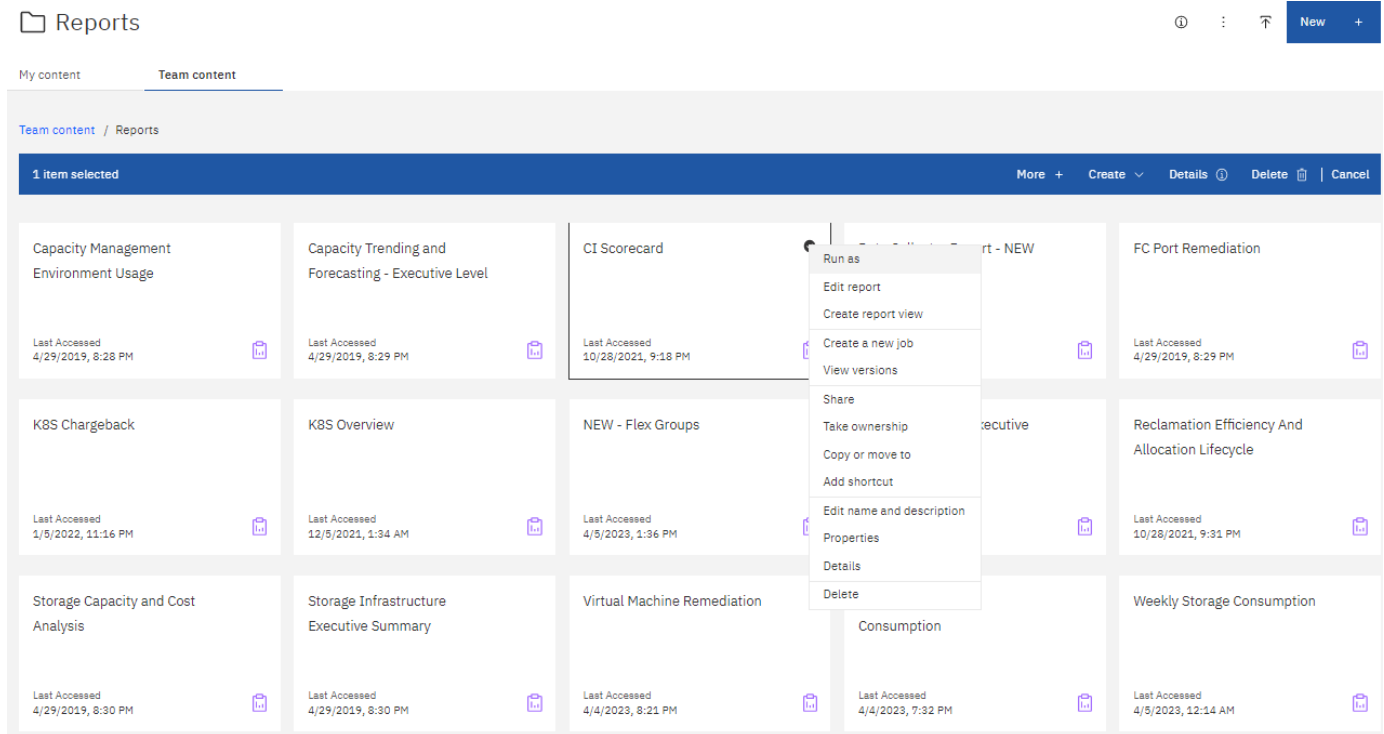 Reports
New +
My content
Team content
Team content / Reports
1 item selected
More +
Create
Details
Delete
Cancel
Capacity Management
Environment Usage
Last Accessed
4/29/2019, 8:28 PM
Capacity Trending and
Forecasting - Executive Level
Last Accessed
4/29/2019, 8:29 PM
CI Scorecard
Last Accessed
10/28/2021, 9:18 PM
rt - NEW
FC Port Remediation
Last Accessed
4/29/2019, 8:29 PM
Run as
Edit report
Create report view
Create a new job
View versions
Share
Take ownership
Copy or move to
Add shortcut
Edit name and description
Properties
Details
Delete
K8S Chargeback
Last Accessed
1/5/2022, 11:16 PM
K8S Overview
Last Accessed
12/5/2021, 1:34 AM
NEW - Flex Groups
Last Accessed
4/5/2023, 1:36 PM
xecutive
Reclamation Efficiency And
Allocation Lifecycle
Last Accessed
10/28/2021, 9:31 PM
Storage Capacity and Cost
Analysis
Last Accessed
4/29/2019, 8:30 PM
Storage Infrastructure
Executive Summary
Last Accessed
4/29/2019, 8:30 PM
Virtual Machine Remediation
Last Accessed
4/4/2023, 8:21 PM
Consumption
Last Accessed
4/4/2023, 7:32 PM
Weekly Storage Consumption
Last Accessed
4/5/2023, 12:14 AM